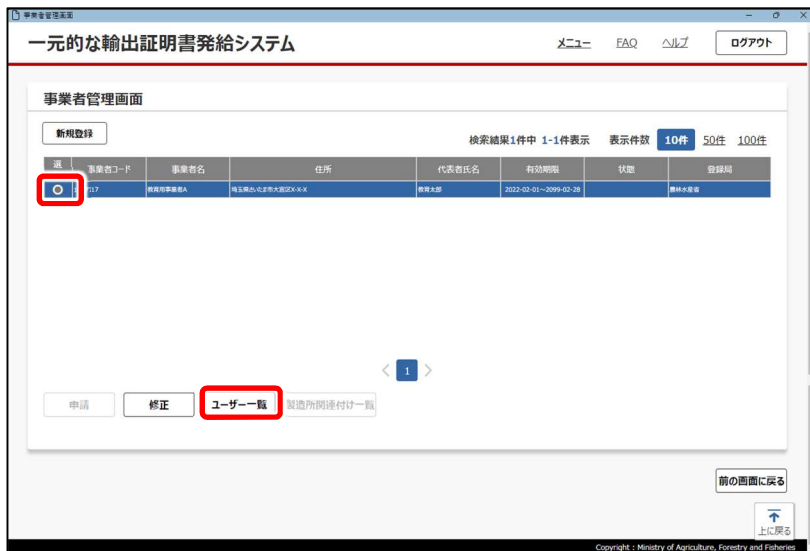 事業者管理画面
一元的な輸出証明書発給システム メニュー FAQ ヘルプ ログアウト
事業者管理画面
新規登録 検索結果1件中 1-1件表示 表示件数 10件 50件 100件
選 事業者コード 事業者名 住所 代表者氏名 有効期限 状態 登録局
教育用事業者A 埼玉県さいたま市大宮区X-X-X 教育太郎 2022-02-01～2099-02-28 農林水産省
< 1 >
申請 修正 ユーザー一覧 製造所関連付け一覧
前の画面に戻る
上に戻る
Copyright : Ministry of Agriculture, Forestry and Fisheries